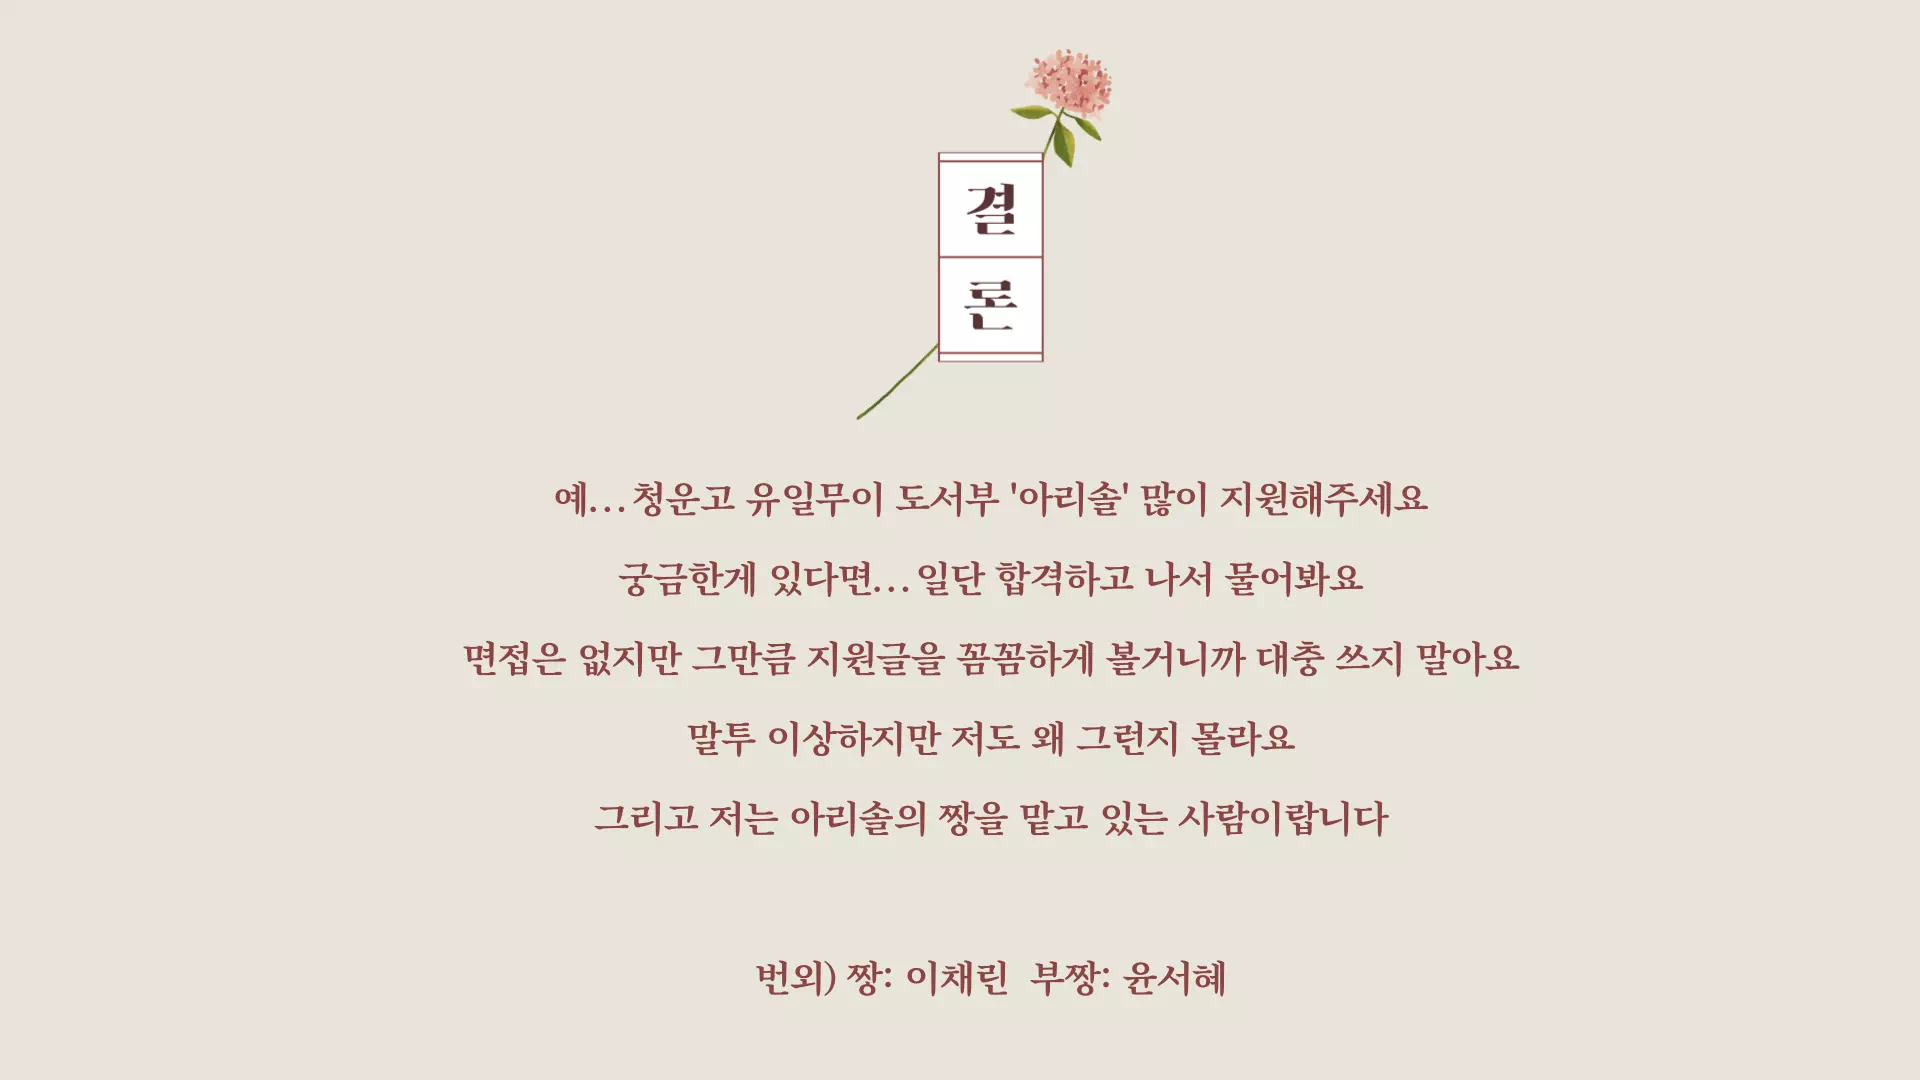 결
론
예... 청운고 유일무이 도서부 '아리솔' 많이 지원해주세요
궁금한게 있다면... 일단 합격하고 나서 물어봐요
면접은 없지만 그만큼 지원글을 꼼꼼하게 볼거니까 대충 쓰지 말아요
말투 이상하지만 저도 왜 그런지 몰라요
그리고 저는 아리솔의 짱을 맡고 있는 사람이랍니다
번외) 짱: 이채린  부짱: 윤서혜